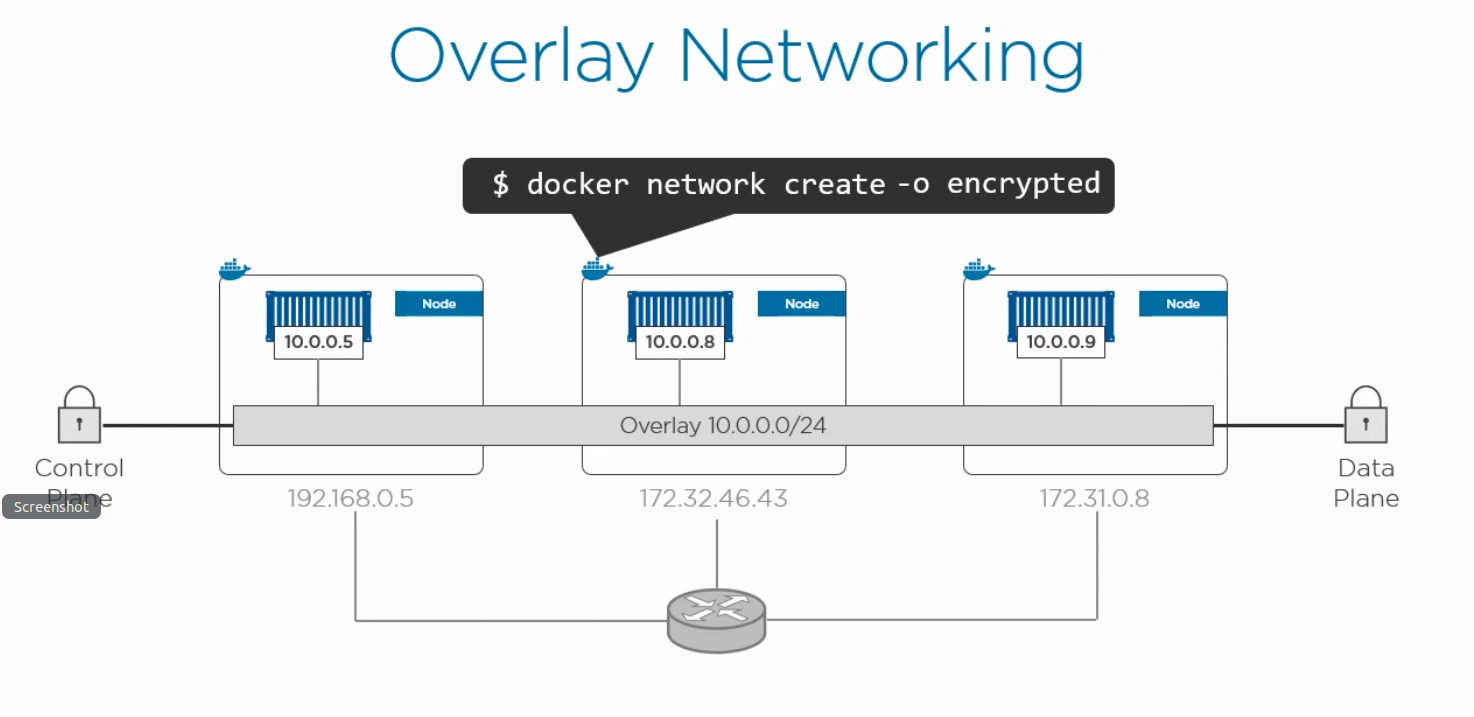 Overlay Networking
$ docker network create -o encrypted
Node
Node
Node
10.0.0.5
10.0.0.8
10.0.0.9
Overlay 10.0.0.0/24
Control
Plane
Data
Plane
192.168.0.5
172.32.46.43
172.31.0.8
Screenshot